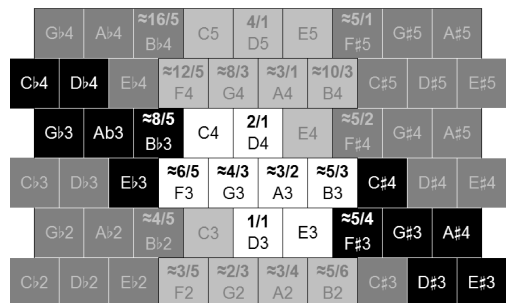 ≈16/5 4/1 ≈5/1
G♭4 A♭4 B♭4 C5 D5 E5 F♯5 G♯5 A♯5
≈12/5 ≈8/3 ≈3/1 ≈10/3
C♭4 D♭4 E♭4 F4 G4 A4 B4 C♯5 D♯5 E♯5
≈8/5 2/1 ≈5/2
G♭3 Ab3 B♭3 C4 D4 E4 F♯4 G♯4 A♯5
≈6/5 ≈4/3 ≈3/2 ≈5/3
C♭3 D♭3 E♭3 F3 G3 A3 B3 C♯4 D♯4 E♯4
≈4/5 1/1 ≈5/4
G♭2 A♭2 B♭2 C3 D3 E3 F♯3 G♯3 A♯4
≈3/5 ≈2/3 ≈3/4 ≈5/6
C♭2 D♭2 E♭2 F2 G2 A2 B2 C♯3 D♯3 E♯3